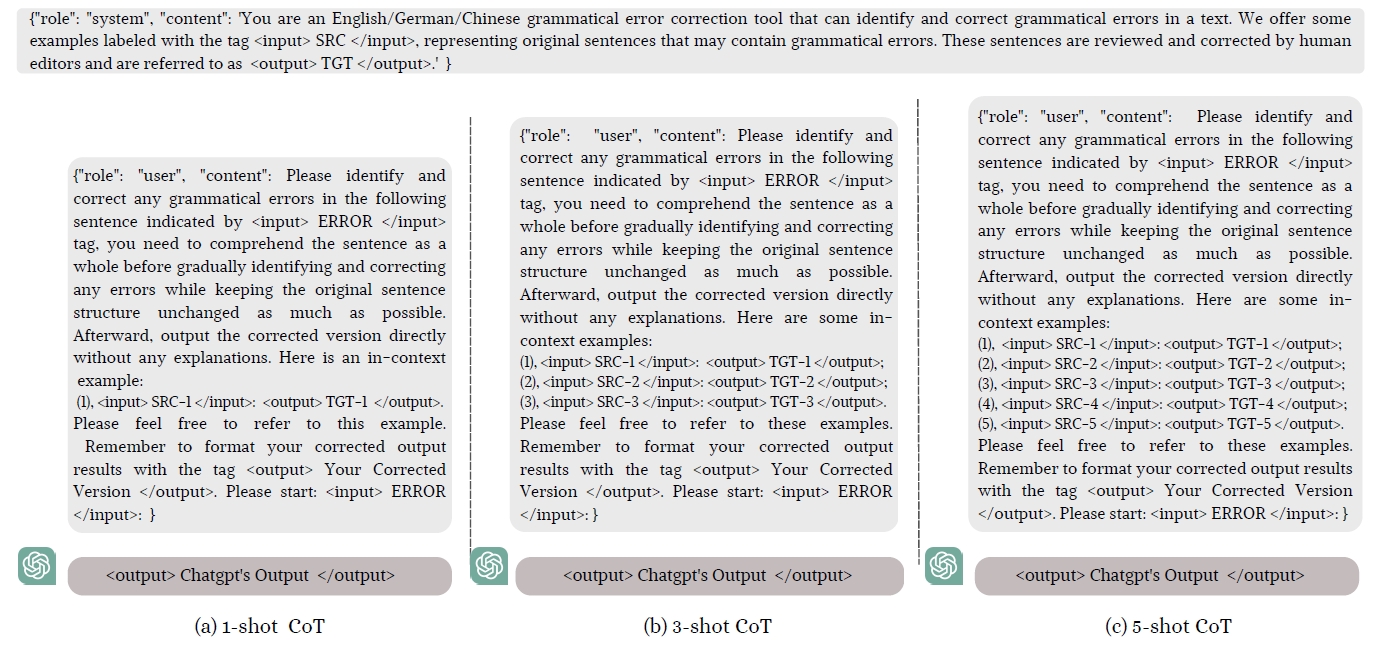 {"role": "system", "content": 'You are an English/German/Chinese grammatical error correction tool that can identify and correct grammatical errors in a text. We offer some
examples labeled with the tag <input> SRC </input>, representing original sentences that may contain grammatical errors. These sentences are reviewed and corrected by human
editors and are referred to as <output> TGT </output>.' }
{"role": "user", "content": Please identify and
correct any grammatical errors in the following
sentence indicated by <input> ERROR </input>
tag, you need to comprehend the sentence as a
whole before gradually identifying and correcting
any errors while keeping the original sentence
structure unchanged as much as possible.
Afterward, output the corrected version directly
without any explanations. Here is an in-context
example:
(1), <input> SRC-1 </input>: <output> TGT-1 </output>.
Please feel free to refer to this example.
Remember to format your corrected output
results with the tag <output> Your Corrected
Version </output>. Please start: <input> ERROR
</input>: }
<output> Chatgpt's Output </output>
(a) 1-shot CoT
{"role": "user", "content": Please identify and
correct any grammatical errors in the following
sentence indicated by <input> ERROR </input>
tag, you need to comprehend the sentence as a
whole before gradually identifying and correcting
any errors while keeping the original sentence
structure unchanged as much as possible.
Afterward, output the corrected version directly
without any explanations. Here are some in-
context examples:
(1), <input> SRC-1 </input>: <output> TGT-1 </output>;
(2), <input> SRC-2 </input>: <output> TGT-2 </output>;
(3), <input> SRC-3 </input>: <output> TGT-3 </output>.
Please feel free to refer to these examples.
Remember to format your corrected output
results with the tag <output> Your Corrected
Version </output>. Please start: <input> ERROR
</input>: }
<output> Chatgpt's Output </output>
(b) 3-shot CoT
{"role": "user", "content": Please identify and
correct any grammatical errors in the following
sentence indicated by <input> ERROR </input>
tag, you need to comprehend the sentence as a
whole before gradually identifying and correcting
any errors while keeping the original sentence
structure unchanged as much as possible.
Afterward, output the corrected version directly
without any explanations. Here are some in-
context examples:
(1), <input> SRC-1 </input>: <output> TGT-1 </output>;
(2), <input> SRC-2 </input>: <output> TGT-2 </output>;
(3), <input> SRC-3 </input>: <output> TGT-3 </output>;
(4), <input> SRC-4 </input>: <output> TGT-4 </output>;
(5), <input> SRC-5 </input>: <output> TGT-5 </output>.
Please feel free to refer to these examples.
Remember to format your corrected output results
with the tag <output> Your Corrected Version
</output>. Please start: <input> ERROR </input>: }
<output> Chatgpt's Output </output>
(c) 5-shot CoT